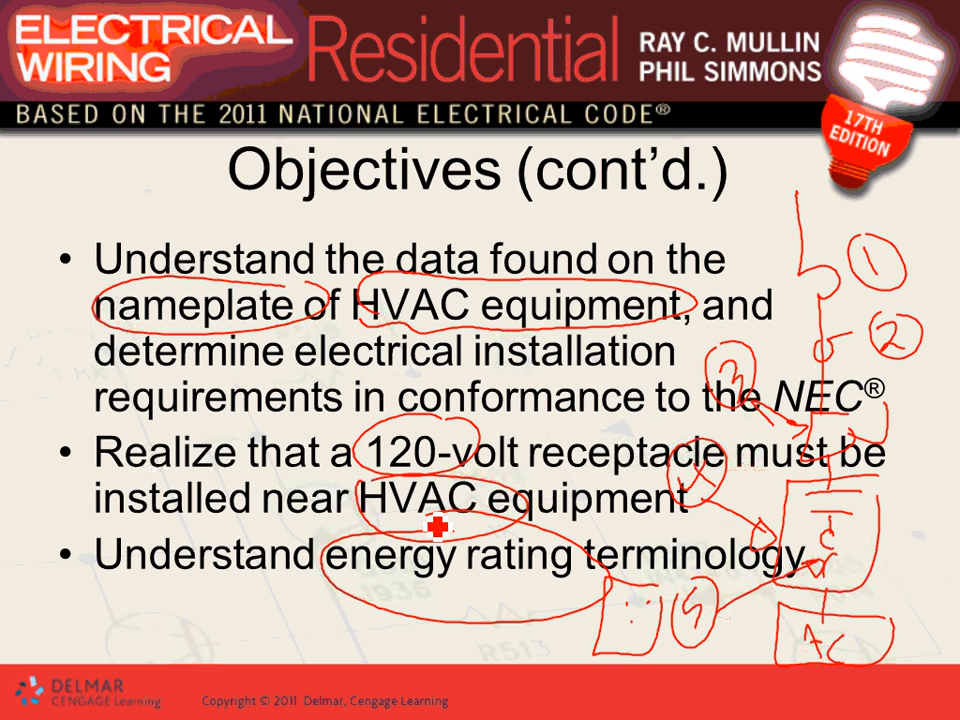 ELECTRICAL
WIRING
Residential
RAY C. MULLIN
PHIL SIMMONS
BASED ON THE 2011 NATIONAL ELECTRICAL CODE®
17TH
EDITION
Objectives (cont’d.)
• Understand the data found on the
nameplate of HVAC equipment, and
determine electrical installation
requirements in conformance to the NEC®
• Realize that a 120-volt receptacle must be
installed near HVAC equipment
• Understand energy rating terminology
1
2
3
4
5
AC
R513
1936
DELMAR
CENGAGE Learning
Copyright © 2011 Delmar, Cengage Learning